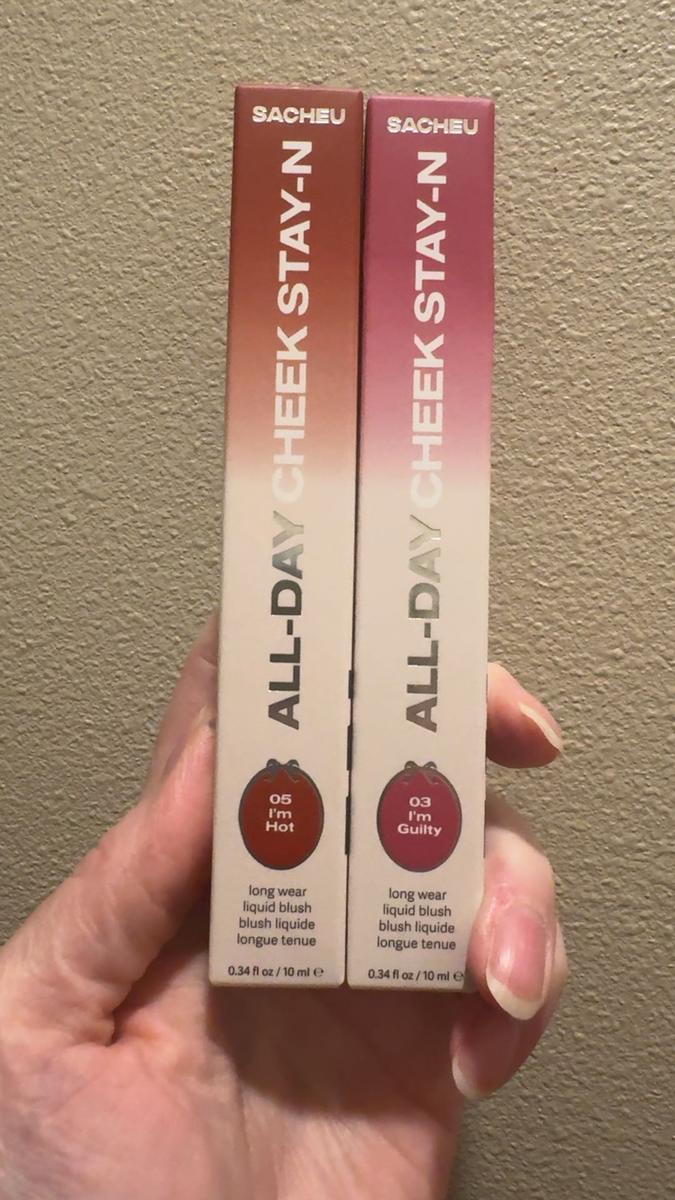 SACHEU
ALL-DAY CHEEK STAY-N
05
I'm
Hot
long wear
liquid blush
blush liquide
longue tenue
0.34 fl oz / 10 ml ℮
SACHEU
ALL-DAY CHEEK STAY-N
03
I'm
Guilty
long wear
liquid blush
blush liquide
longue tenue
0.34 fl oz / 10 ml ℮